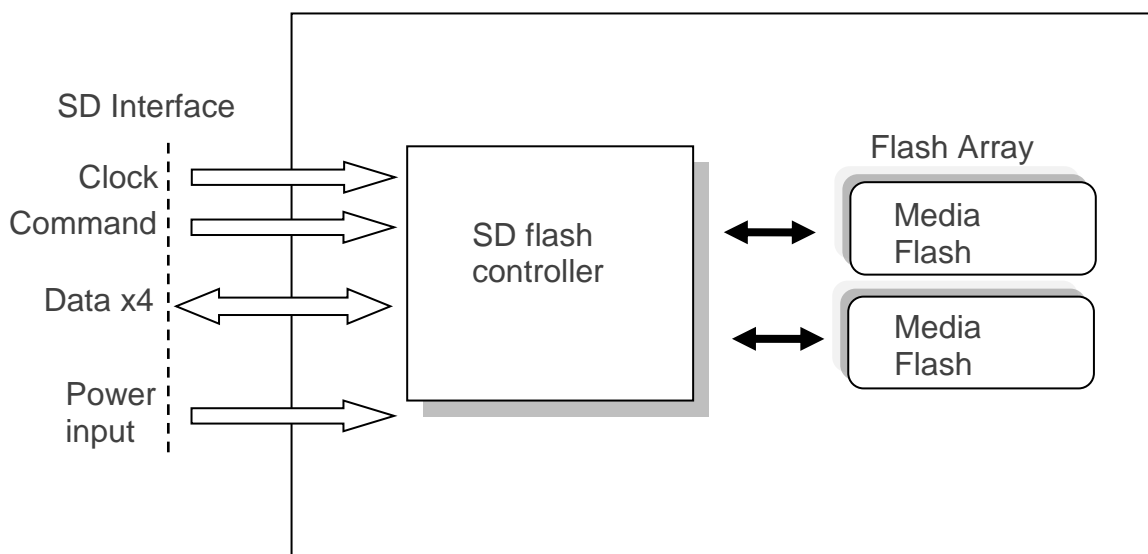 SD Interface
Clock
Command
Data x4
Power
input
SD flash
controller
Flash Array
Media
Flash
Media
Flash